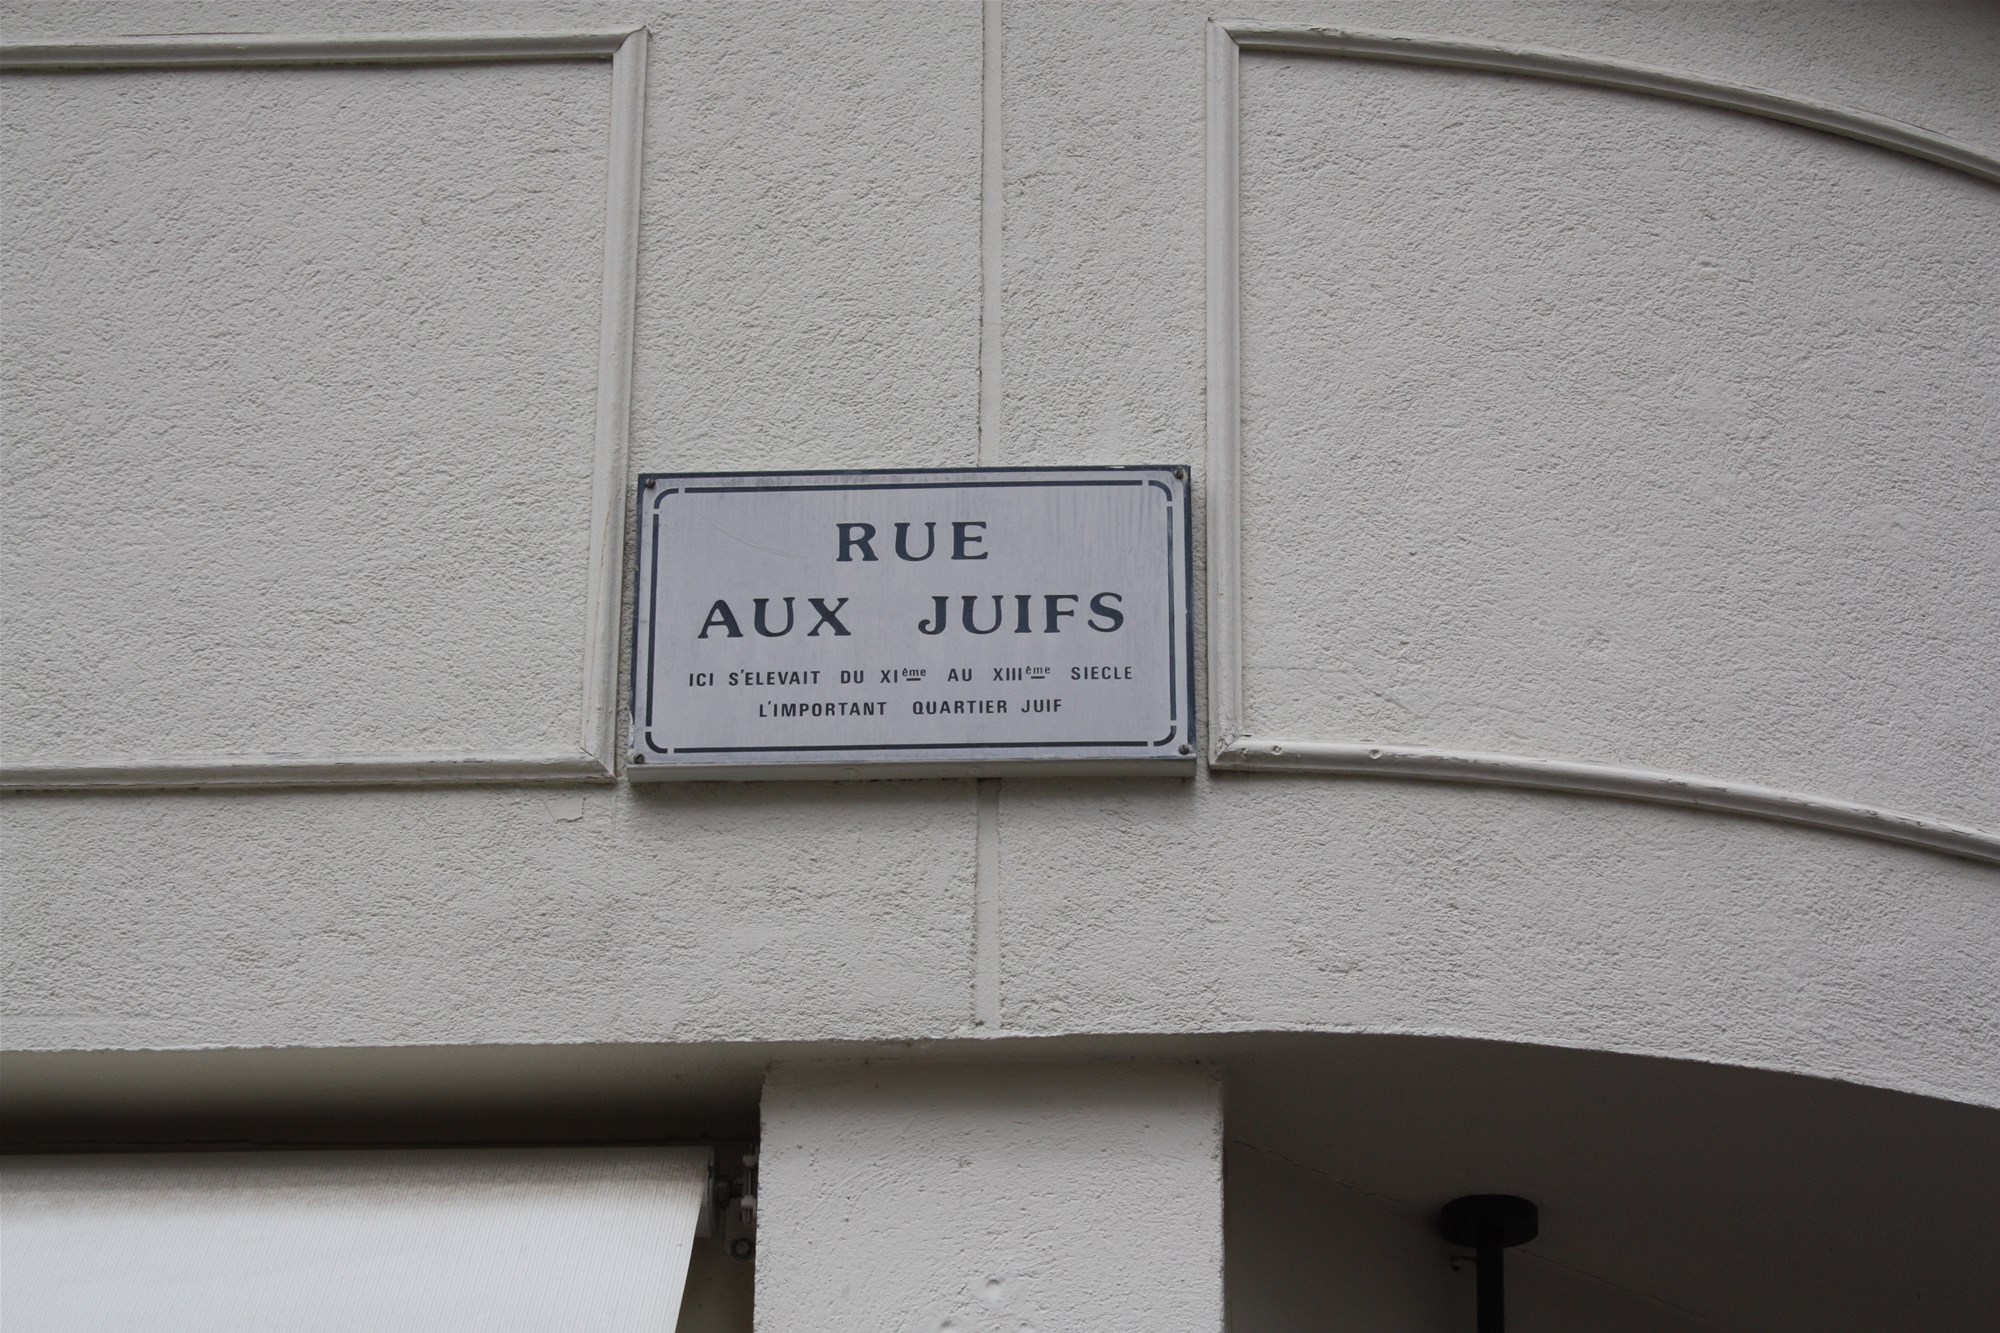 RUE
AUX JUIFS
ICI S'ELEVAIT DU XIème AU XIIIème SIECLE
L'IMPORTANT QUARTIER JUIF